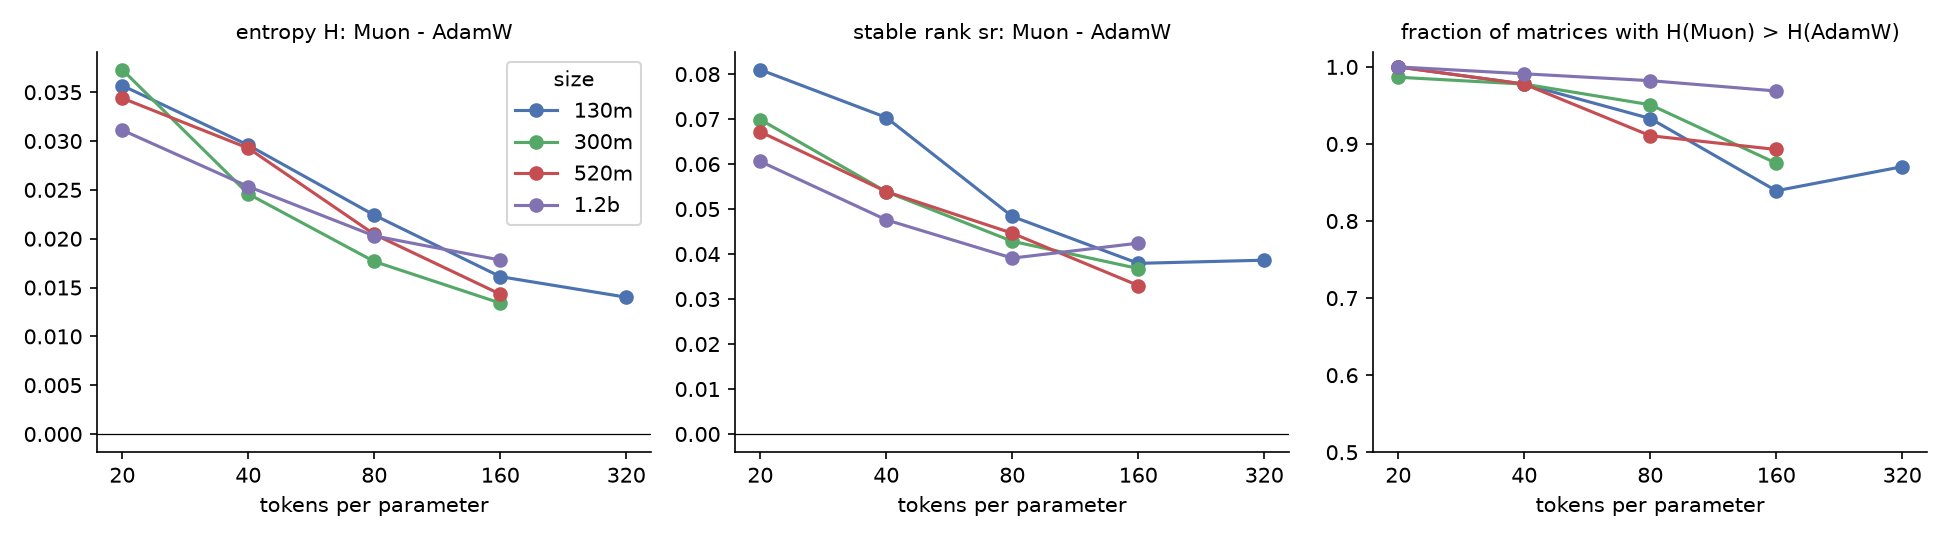 entropy H: Muon - AdamW
0.035
0.030
0.025
0.020
0.015
0.010
0.005
0.000
size
130m
300m
520m
1.2b
20 40 80 160 320
tokens per parameter
stable rank sr: Muon - AdamW
0.08
0.07
0.06
0.05
0.04
0.03
0.02
0.01
0.00
20 40 80 160 320
tokens per parameter
fraction of matrices with H(Muon) > H(AdamW)
1.0
0.9
0.8
0.7
0.6
0.5
20 40 80 160 320
tokens per parameter